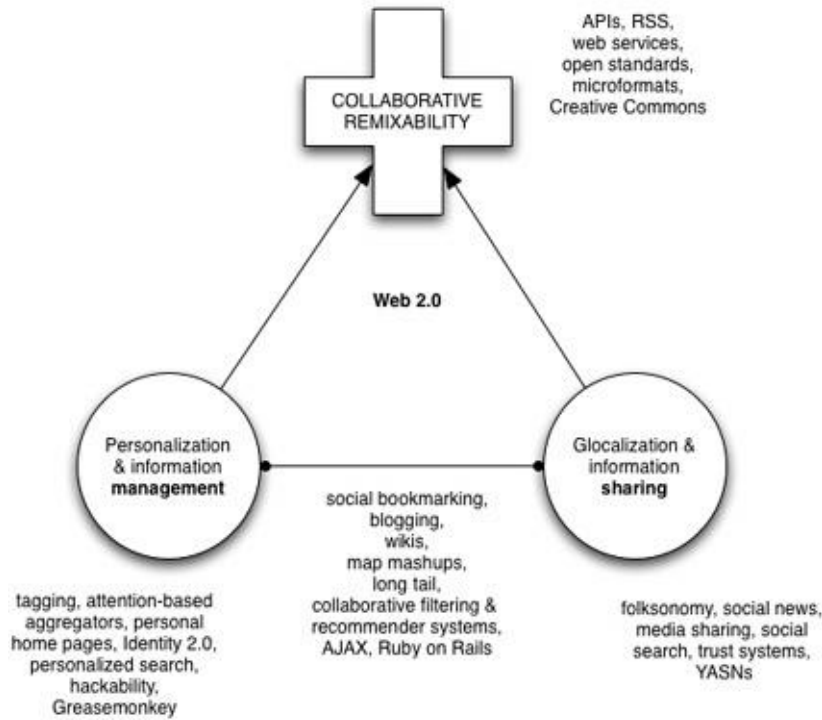 APIs, RSS,
web services,
open standards,
microformats,
Creative Commons
COLLABORATIVE
REMIXABILITY
Web 2.0
Personalization
& information
management
Glocalization &
information
sharing
social bookmarking,
blogging,
wikis,
map mashups,
long tail,
collaborative filtering &
recommender systems,
AJAX, Ruby on Rails
tagging, attention-based
aggregators, personal
home pages, Identity 2.0,
personalized search,
hackability,
Greasemonkey
folksonomy, social news,
media sharing, social
search, trust systems,
YASNs